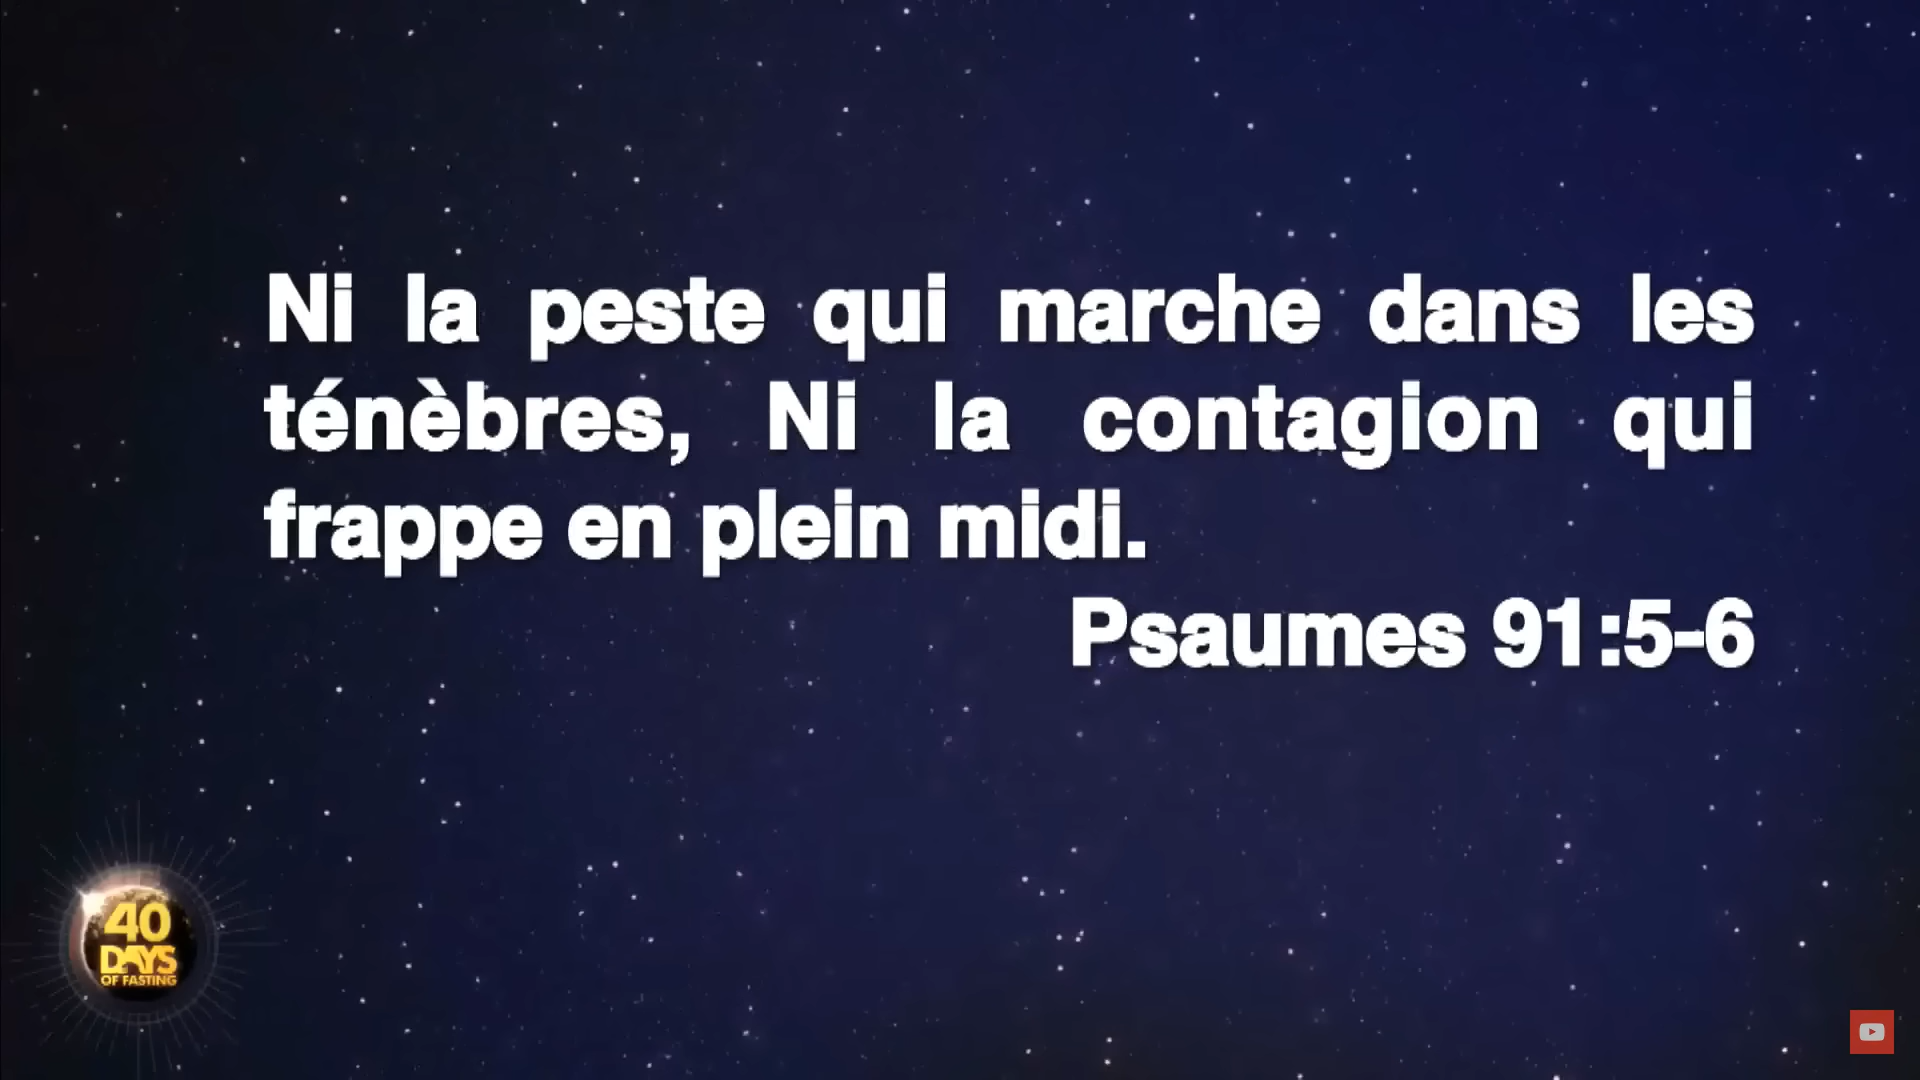 Ni la peste qui marche dans les
ténèbres, Ni la contagion qui
frappe en plein midi.
Psaumes 91:5-6
40
DAYS
OF FASTING